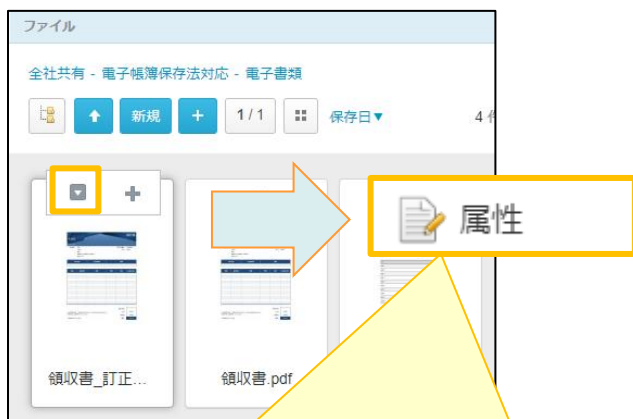 ファイル
全社共有 - 電子帳簿保存法対応 - 電子書類
新規 + 1 / 1 保存日▼ 4
属性
領収書_訂正... 領収書.pdf